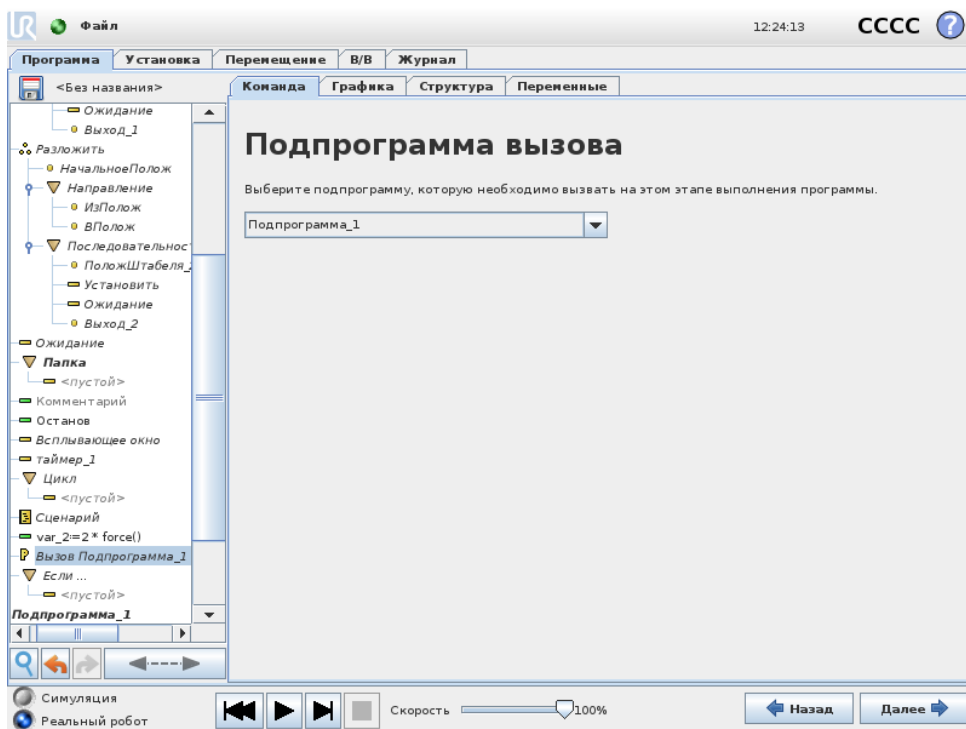 UR Файл 12:24:13 CCCC ?
Программа Установка Перемещение В/В Журнал
<Без названия> Команда Графика Структура Переменные
Ожидание
Выход_1
Разложить
НачальноеПолож
Направление
ИзПолож
ВПолож
Последовательнос
ПоложШтабеля_
Установить
Ожидание
Выход_2
Ожидание
Папка
<пустой>
Комментарий
Останов
Всплывающее окно
таймер_1
Цикл
<пустой>
Сценарий
var_2:=2 * force()
P Вызов Подпрограмма_1
Если ...
<пустой>
Подпрограмма_1
Подпрограмма вызова
Выберите подпрограмму, которую необходимо вызвать на этом этапе выполнения программы.
Подпрограмма_1
Симуляция
Реальный робот
Скорость 100%
Назад Далее